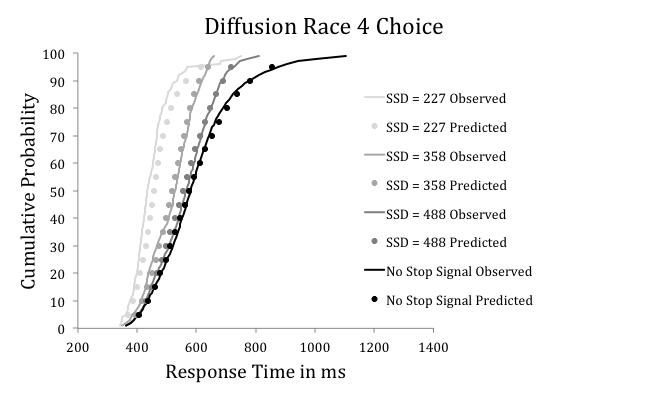 Diffusion Race 4 Choice
Cumulative Probability
100
90
80
70
60
50
40
30
20
10
0
200 400 600 800 1000 1200 1400
Response Time in ms
SSD = 227 Observed
SSD = 227 Predicted
SSD = 358 Observed
SSD = 358 Predicted
SSD = 488 Observed
SSD = 488 Predicted
No Stop Signal Observed
No Stop Signal Predicted